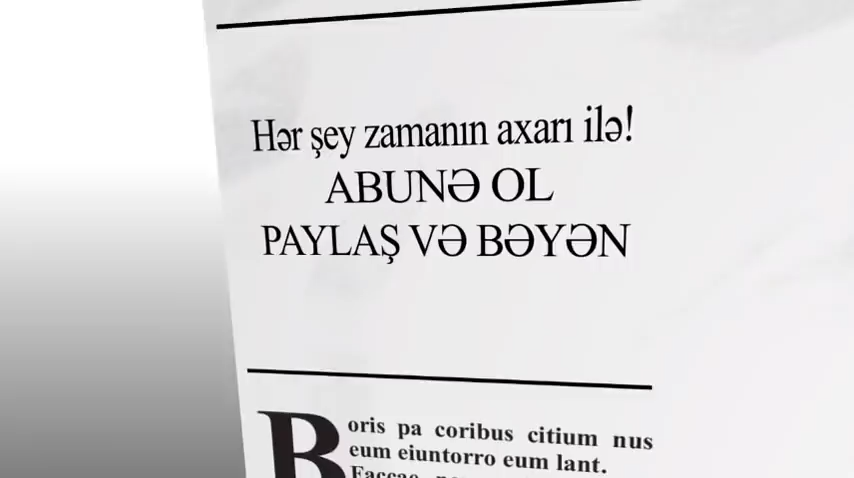 Hər şey zamanın axarı ilə!
ABUNƏ OL
PAYLAŞ VƏ BƏYƏN
Boris pa coribus citium nus
eum eiuntorro eum lant.